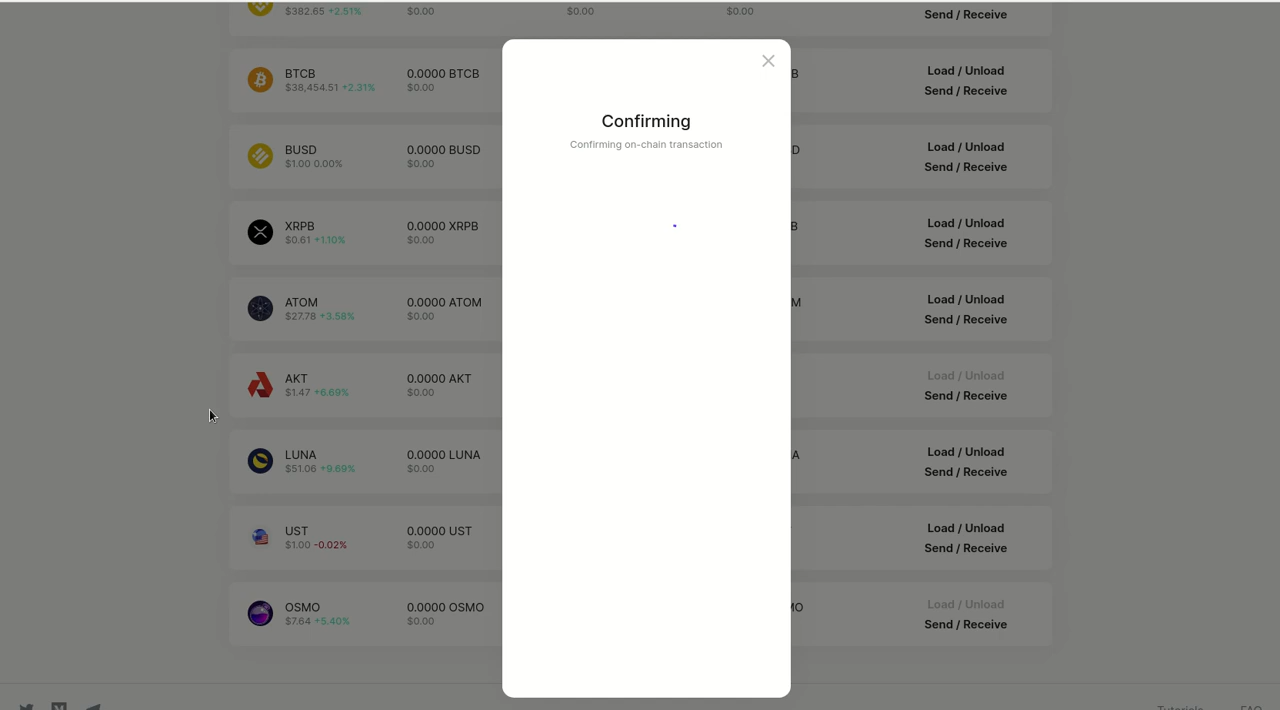 $382.65 +2.51% $0.00 $0.00 $0.00
Send / Receive
BTCB 0.0000 BTCB B Load / Unload
$38,454.51 +2.31% $0.00 Send / Receive
BUSD 0.0000 BUSD D Load / Unload
$1.00 0.00% $0.00 Send / Receive
XRPB 0.0000 XRPB B Load / Unload
$0.61 +1.10% $0.00 Send / Receive
ATOM 0.0000 ATOM M Load / Unload
$27.78 +3.58% $0.00 Send / Receive
AKT 0.0000 AKT Load / Unload
$1.47 +6.69% $0.00 Send / Receive
LUNA 0.0000 LUNA A Load / Unload
$51.06 +9.69% $0.00 Send / Receive
UST 0.0000 UST Load / Unload
$1.00 -0.02% $0.00 Send / Receive
OSMO 0.0000 OSMO MO Load / Unload
$7.64 +5.40% $0.00 Send / Receive
Confirming
Confirming on-chain transaction
Tutorials FAQ